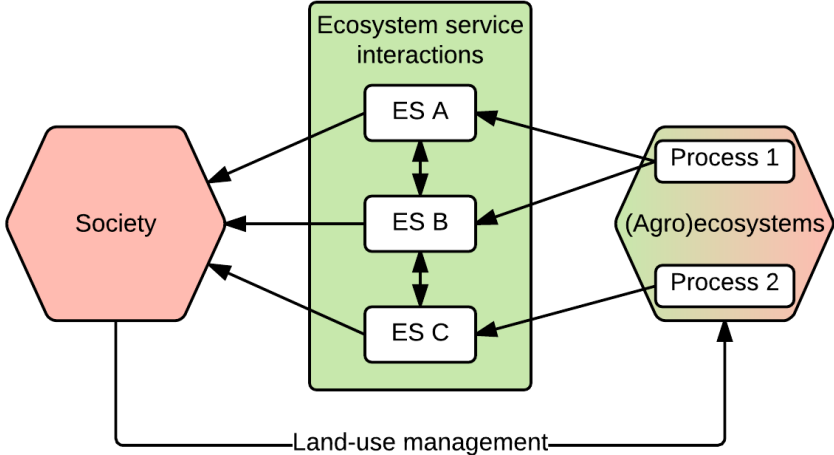 Ecosystem service
interactions
ES A
Process 1
Society
ES B
(Agro)ecosystems
Process 2
ES C
Land-use management